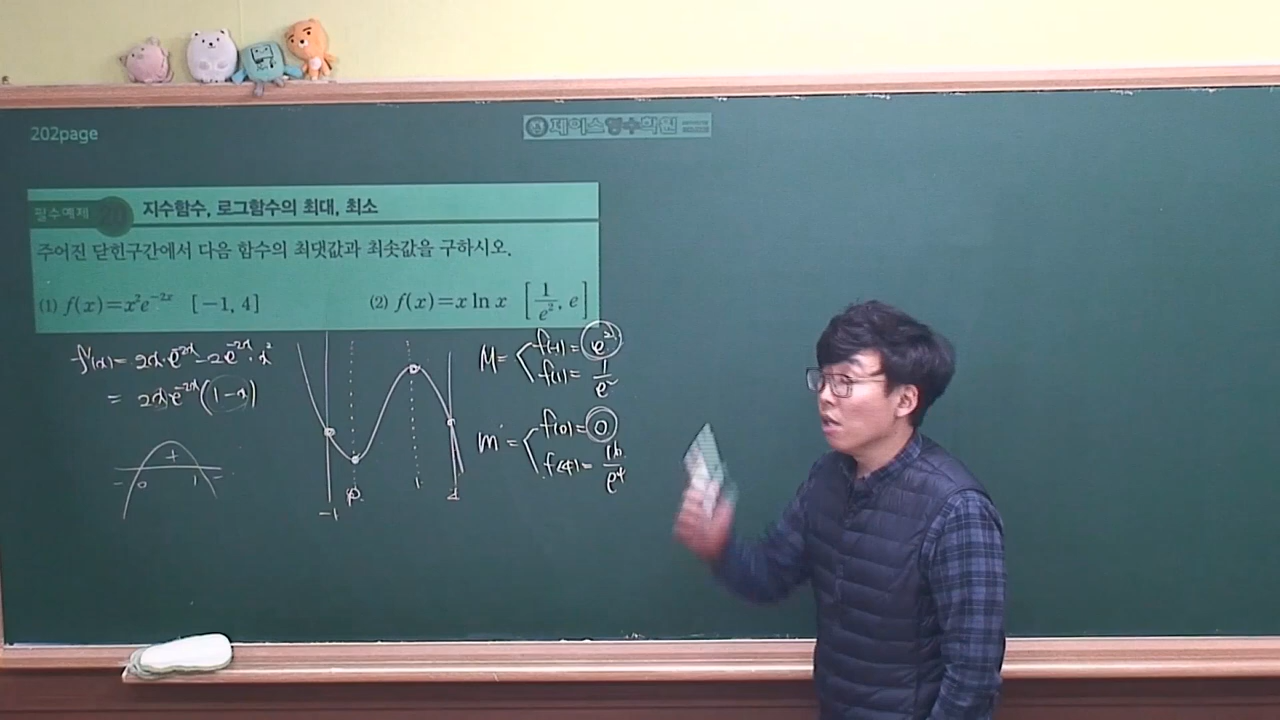 202page
페이스영수학원
필수예제 20 지수함수, 로그함수의 최대, 최소
주어진 닫힌구간에서 다음 함수의 최댓값과 최솟값을 구하시오.
(1) f(x)=x²e⁻²ˣ [−1, 4] (2) f(x)=x ln x [1/e², e]
f'(x)= 2x·e⁻²ˣ −2e⁻²ˣ·x²
= 2xe⁻²ˣ(1−x)
− 0 + 1 −
−1 0 1 4
M= f(-1)= e²
f(1)= 1/e²
m = f(0)= 0
f(4)= 16/e⁴